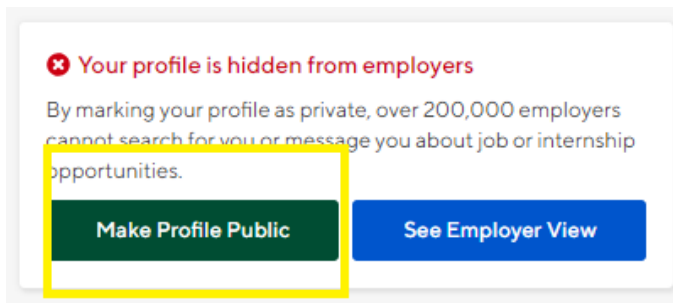 Your profile is hidden from employers
By marking your profile as private, over 200,000 employers
cannot search for you or message you about job or internship
opportunities.
Make Profile Public
See Employer View